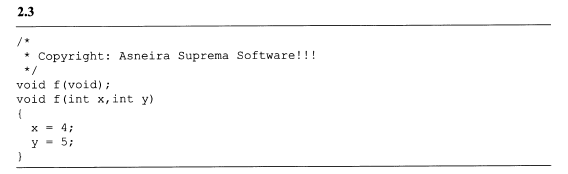 2.3
/*
 * Copyright: Asneira Suprema Software!!!
 */
void f(void);
void f(int x,int y)
{
  x = 4;
  y = 5;
}